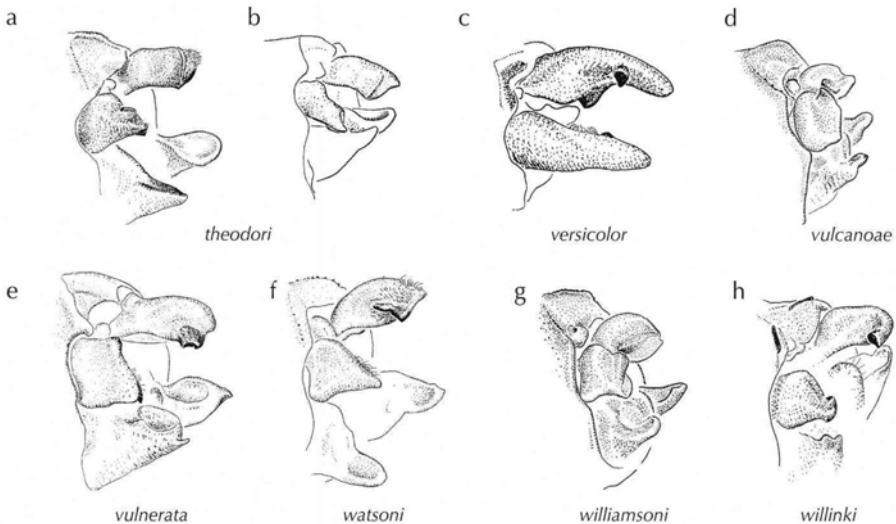 a b c d
theodori versicolor vulcanoae
e f g h
vulnerata watsoni williamsoni willinki